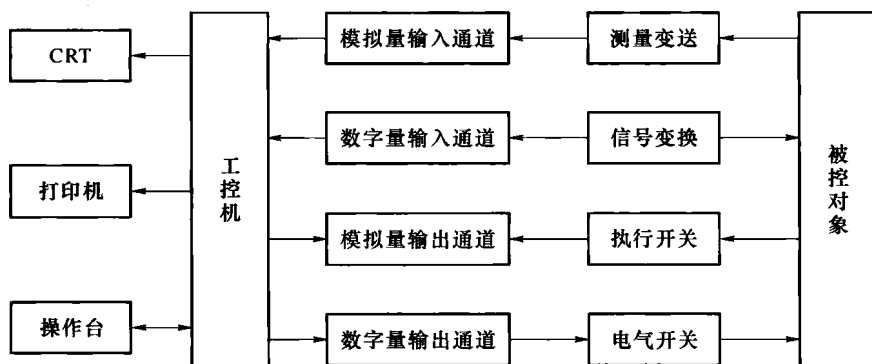 CRT
打印机
操作台
工控机
模拟量输入通道
测量变送
数字量输入通道
信号变换
模拟量输出通道
执行开关
数字量输出通道
电气开关
被控对象